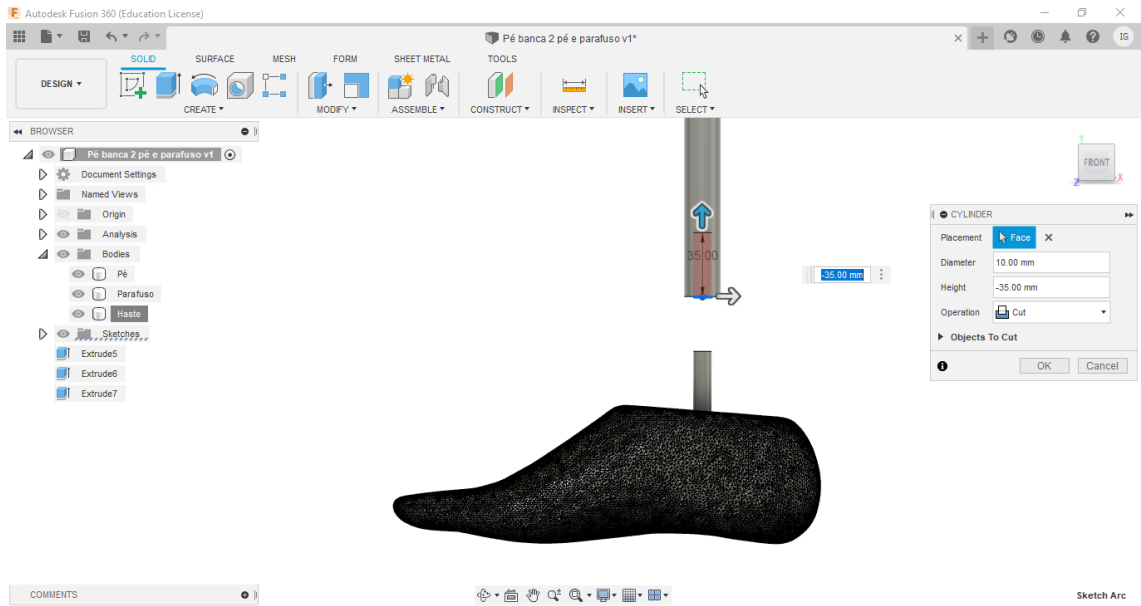 Autodesk Fusion 360 (Education License)
Pé banca 2 pé e parafuso v1*
IG
SOLID SURFACE MESH FORM SHEET METAL TOOLS
DESIGN
CREATE MODIFY ASSEMBLE CONSTRUCT INSPECT INSERT SELECT
BROWSER
Pé banca 2 pé e parafuso v1
Document Settings
Named Views
Origin
Analysis
Bodies
Pé
Parafuso
Haste
Sketches
Extrude5
Extrude6
Extrude7
35.00
-35.00 mm
Y
FRONT
X
Z
CYLINDER
Placement Face
Diameter 10.00 mm
Height -35.00 mm
Operation Cut
Objects To Cut
OK Cancel
COMMENTS
Sketch Arc